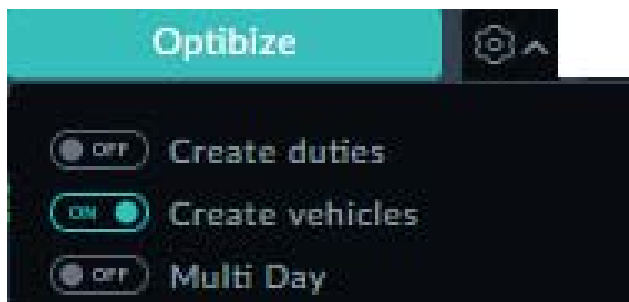 Optibize
OFF Create duties
ON Create vehicles
OFF Multi Day